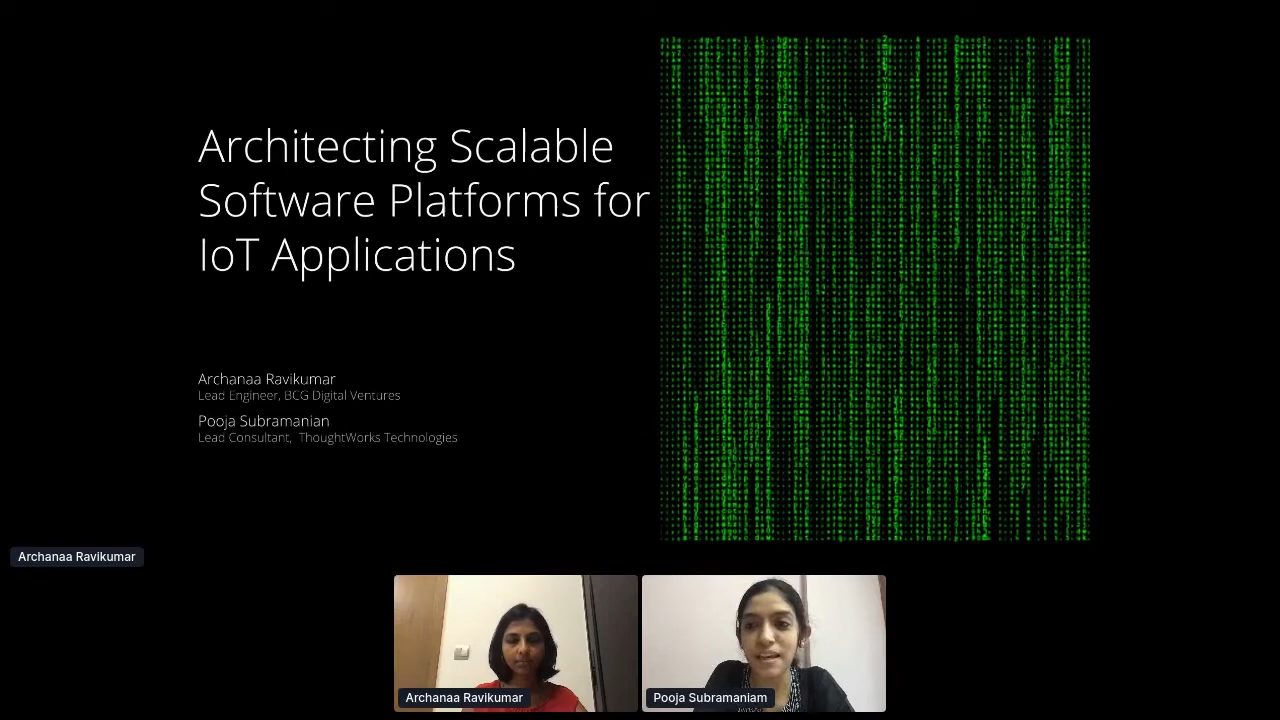 Architecting Scalable
Software Platforms for
IoT Applications
Archanaa Ravikumar
Lead Engineer, BCG Digital Ventures
Pooja Subramanian
Lead Consultant, ThoughtWorks Technologies
Archanaa Ravikumar
Archanaa Ravikumar
Pooja Subramaniam